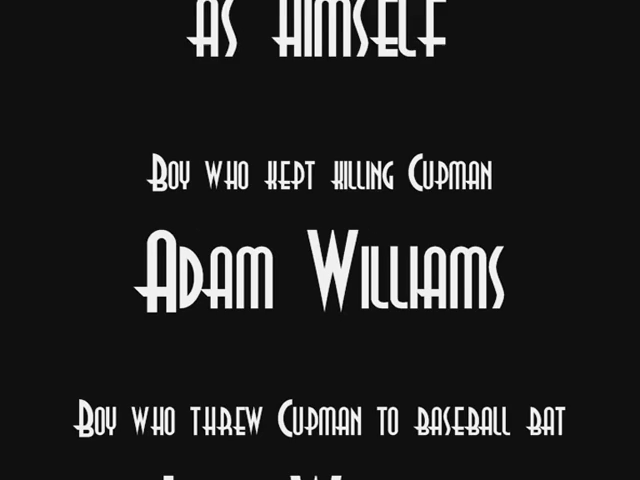 as Himself
Boy who kept killing Cupman
Adam Williams
Boy who threw Cupman to baseball bat